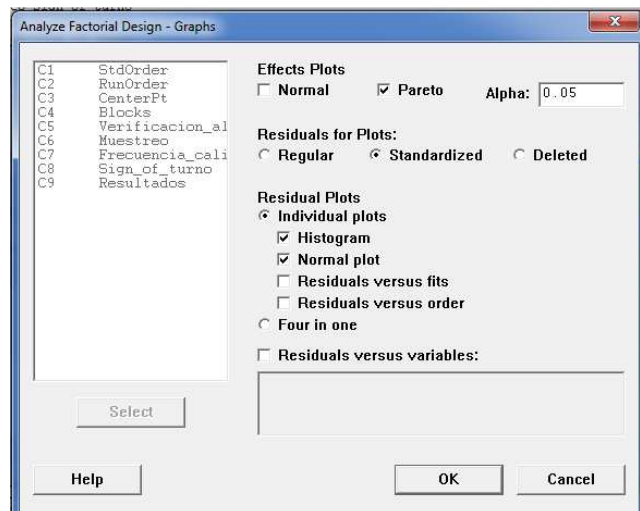 Analyze Factorial Design - Graphs
C1 StdOrder
C2 RunOrder
C3 CenterPt
C4 Blocks
C5 Verificacion_al
C6 Muestreo
C7 Frecuencia_cali
C8 Sign_of_turno
C9 Resultados
Select
Effects Plots
Normal Pareto Alpha: 0.05
Residuals for Plots:
Regular Standardized Deleted
Residual Plots
Individual plots
Histogram
Normal plot
Residuals versus fits
Residuals versus order
Four in one
Residuals versus variables:
Help OK Cancel